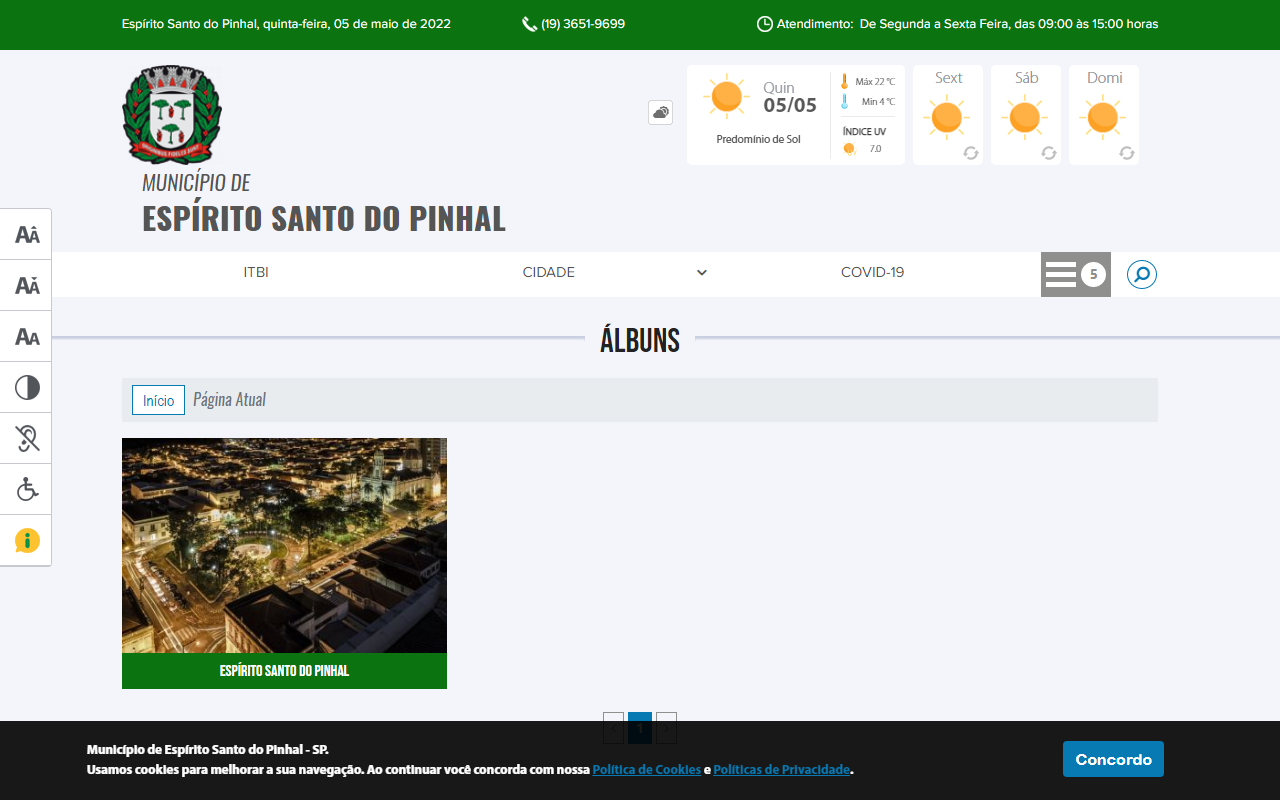 Espírito Santo do Pinhal, quinta-feira, 05 de maio de 2022
(19) 3651-9699
Atendimento: De Segunda a Sexta Feira, das 09:00 às 15:00 horas
MUNICÍPIO DE
ESPÍRITO SANTO DO PINHAL
Quin
05/05
Predomínio de Sol
Máx 22 ºC
Min 4 ºC
ÍNDICE UV
7.0
Sext
Sáb
Domi
AÂ
AǍ
AA
ITBI
CIDADE
COVID-19
5
ÁLBUNS
Início
Página Atual
ESPÍRITO SANTO DO PINHAL
< 1 >
Município de Espírito Santo do Pinhal - SP.
Usamos cookies para melhorar a sua navegação. Ao continuar você concorda com nossa Política de Cookies e Políticas de Privacidade.
Concordo